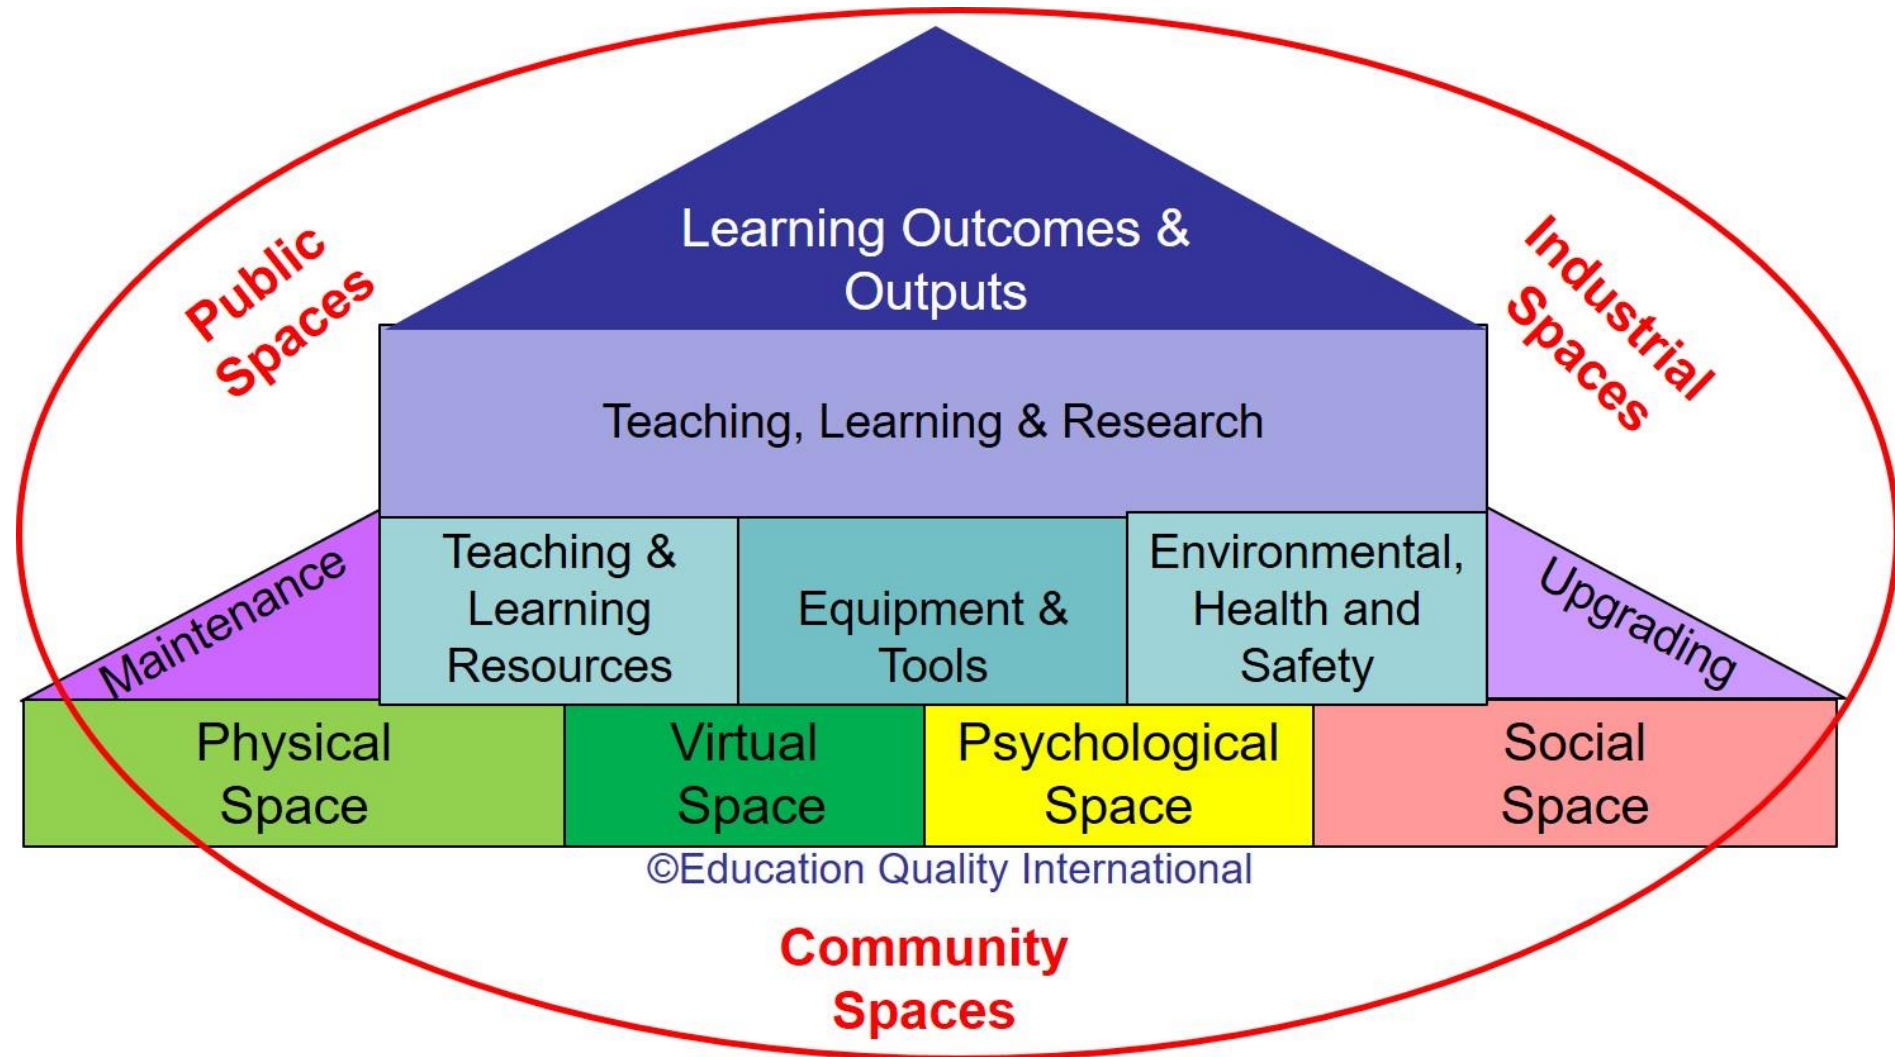 Learning Outcomes &
Outputs
Public
Spaces
Industrial
Spaces
Teaching, Learning & Research
Maintenance
Teaching &
Learning
Resources
Equipment &
Tools
Environmental,
Health and
Safety
Upgrading
Physical
Space
Virtual
Space
Psychological
Space
Social
Space
©Education Quality International
Community
Spaces